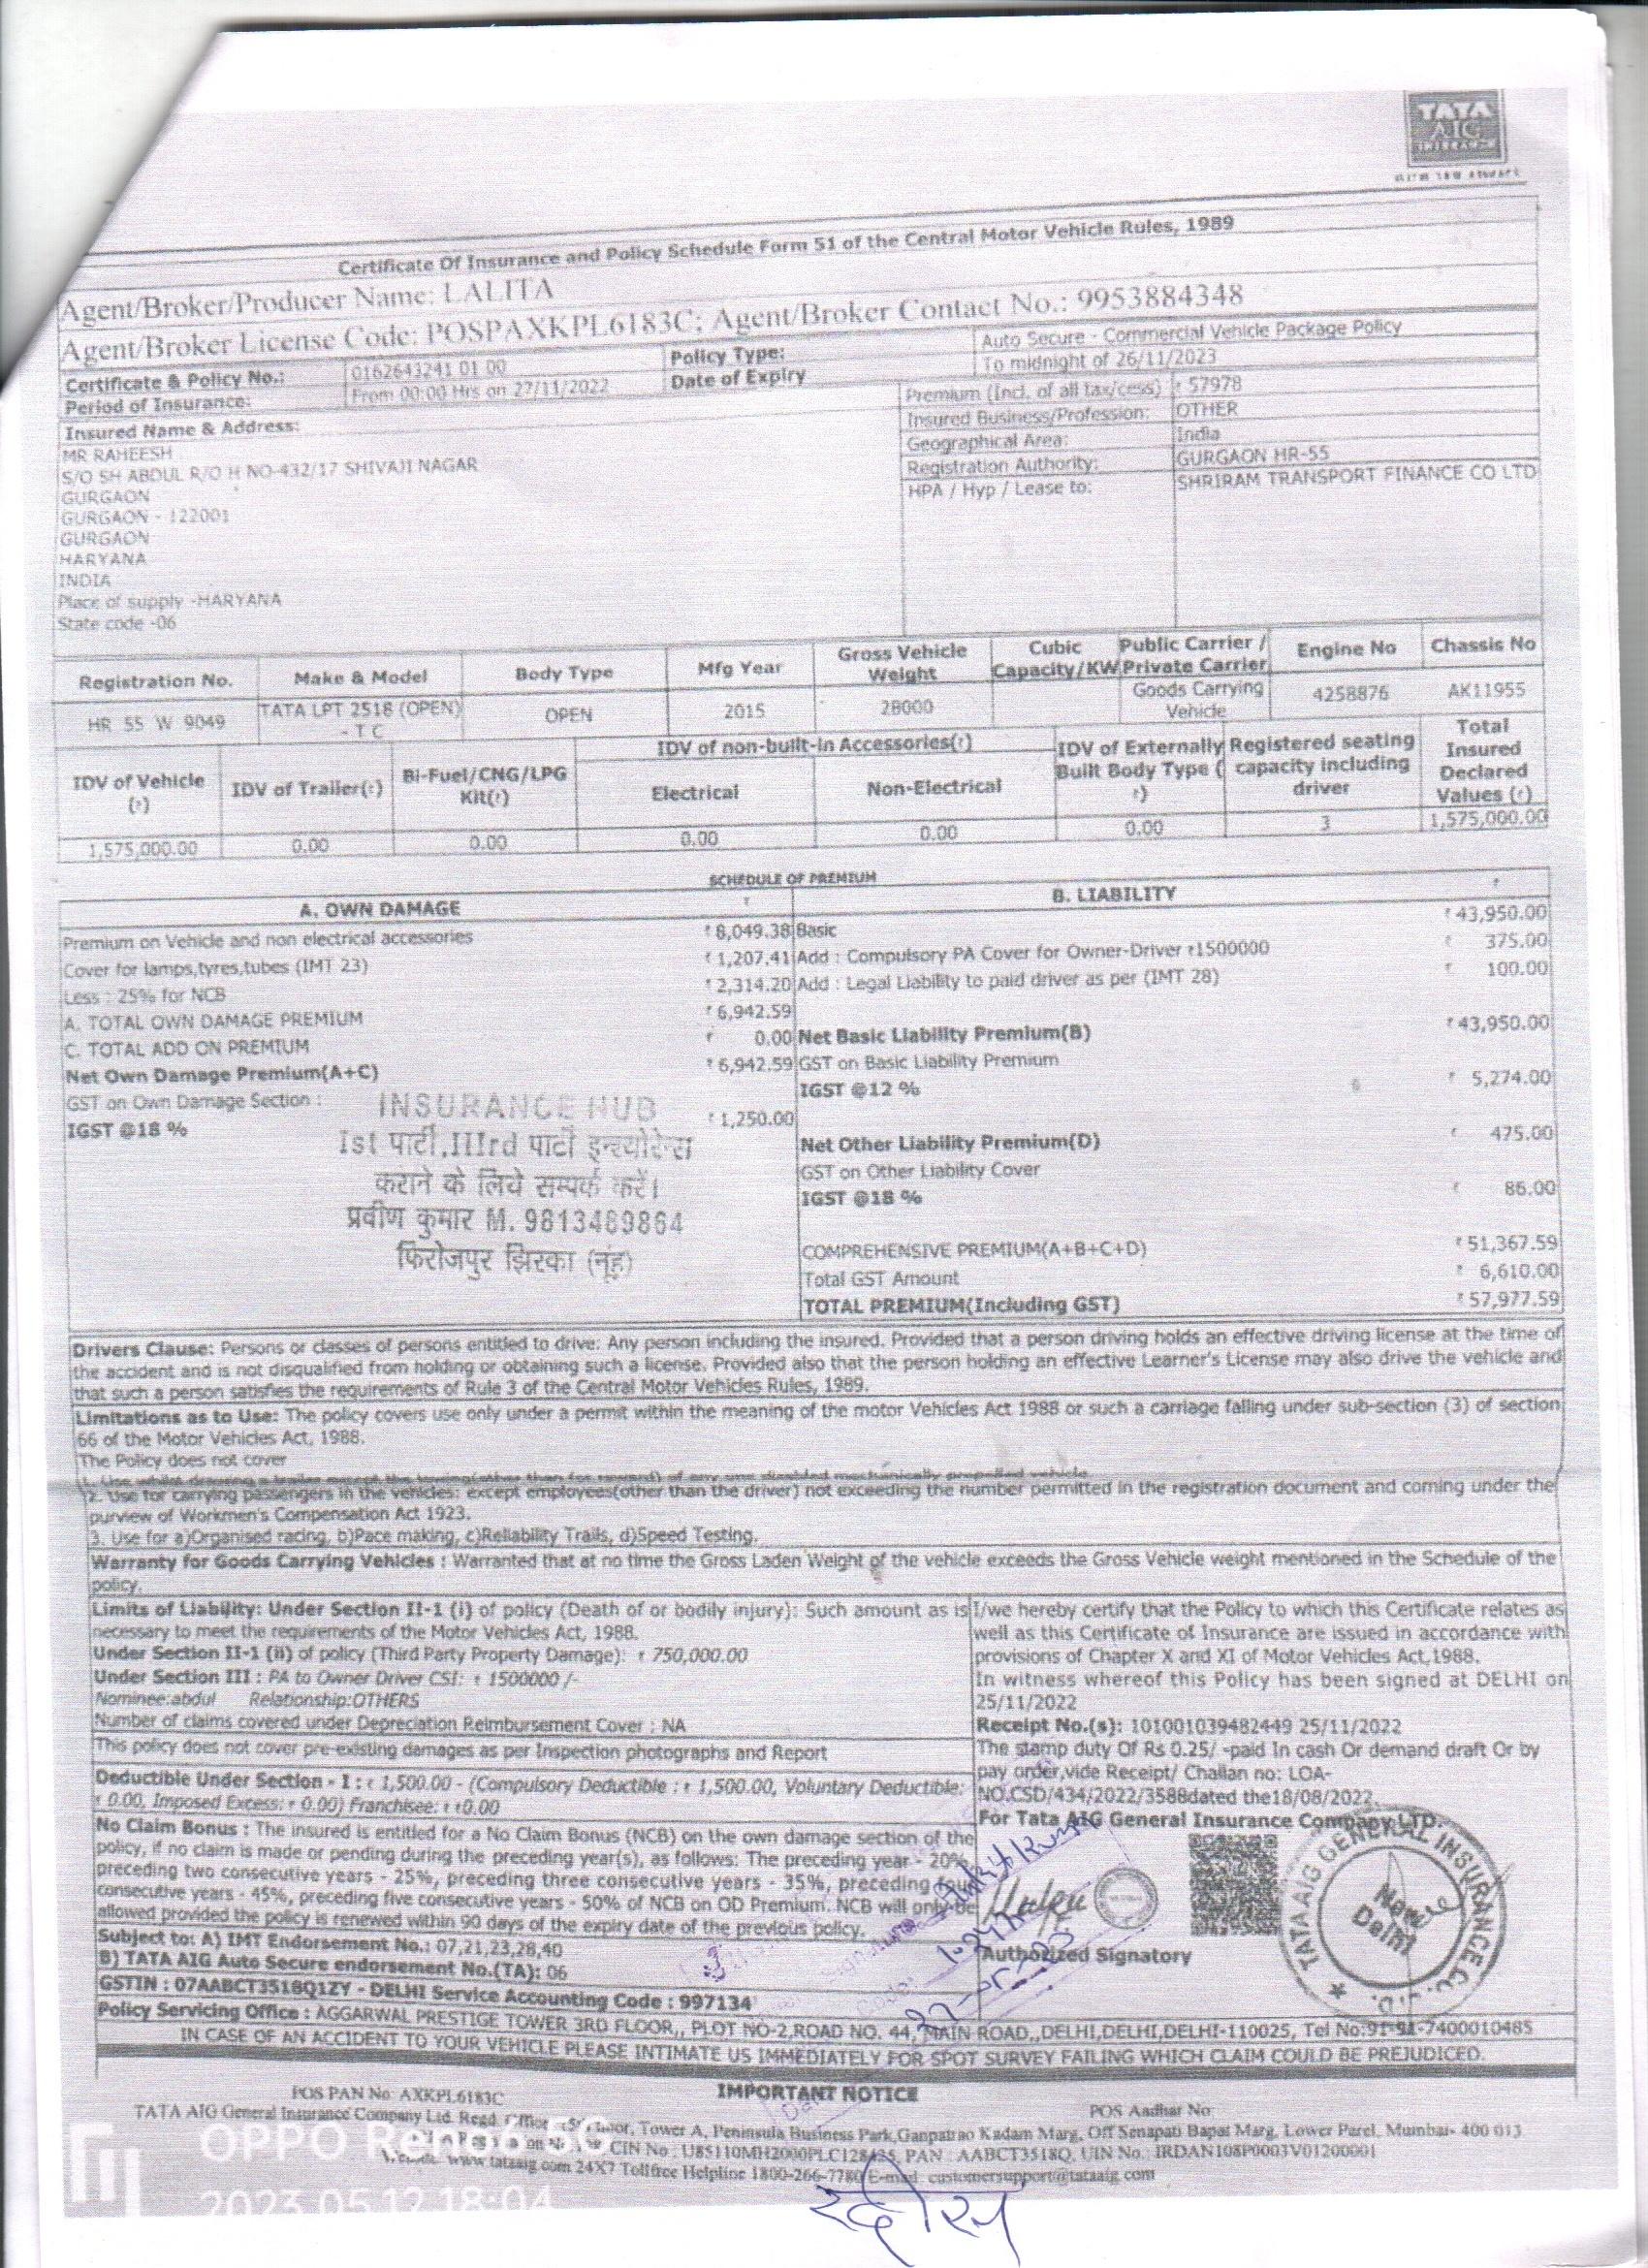 TATA
AIG
INSURANCE
Certificate Of Insurance and Policy Schedule Form 51 of the Central Motor Vehicle Rules, 1989
Agent/Broker/Producer Name: LALITA
Agent/Broker License Code: POSPAXKPL6183C; Agent/Broker Contact No.: 9953884348
Certificate & Policy No.: 0162643241 01 00 Policy Type: Auto Secure - Commercial Vehicle Package Policy
Period of Insurance: From 00:00 Hrs on 27/11/2022 Date of Expiry To midnight of 26/11/2023
Insured Name & Address:
MR RAHEESH
S/O SH ABDUL R/O H NO-432/17 SHIVAJI NAGAR
GURGAON
GURGAON - 122001
GURGAON
HARYANA
INDIA
Place of supply -HARYANA
State code -06
Premium (Incl. of all tax/cess) ₹ 57978
Insured Business/Profession: OTHER
Geographical Area: India
Registration Authority: GURGAON HR-55
HPA / Hyp / Lease to: SHRIRAM TRANSPORT FINANCE CO LTD
Registration No. Make & Model Body Type Mfg Year Gross Vehicle Weight Cubic Capacity/KW Public Carrier / Private Carrier Engine No Chassis No
HR 55 W 9049 TATA LPT 2518 (OPEN) - T C OPEN 2015 28000 Goods Carrying Vehicle 4258876 AK11955
IDV of Vehicle (₹) IDV of Trailer(₹) Bi-Fuel/CNG/LPG Kit(₹) IDV of non-built-in Accessories(₹) Electrical Non-Electrical IDV of Externally Built Body Type (₹) Registered seating capacity including driver Total Insured Declared Values (₹)
1,575,000.00 0.00 0.00 0.00 0.00 0.00 3 1,575,000.00
SCHEDULE OF PREMIUM
A. OWN DAMAGE ₹
Premium on Vehicle and non electrical accessories ₹ 8,049.38
Cover for lamps,tyres,tubes (IMT 23) ₹ 1,207.41
Less : 25% for NCB ₹ 2,314.20
A. TOTAL OWN DAMAGE PREMIUM ₹ 6,942.59
C. TOTAL ADD ON PREMIUM ₹ 0.00
Net Own Damage Premium(A+C) ₹ 6,942.59
GST on Own Damage Section :
IGST @18 % ₹ 1,250.00
INSURANCE HUB
Ist पार्टी,IIIrd पार्टी इन्श्योरेन्स
कराने के लिये सम्पर्क करें।
प्रवीण कुमार M. 9813489864
फिरोजपुर झिरका (नूंह)
B. LIABILITY ₹
Basic ₹ 43,950.00
Add : Compulsory PA Cover for Owner-Driver ₹1500000 ₹ 375.00
Add : Legal Liability to paid driver as per (IMT 28) ₹ 100.00
Net Basic Liability Premium(B) ₹ 43,950.00
GST on Basic Liability Premium
IGST @12 % ₹ 5,274.00
Net Other Liability Premium(D) ₹ 475.00
GST on Other Liability Cover
IGST @18 % ₹ 86.00
COMPREHENSIVE PREMIUM(A+B+C+D) ₹ 51,367.59
Total GST Amount ₹ 6,610.00
TOTAL PREMIUM(Including GST) ₹ 57,977.59
Drivers Clause: Persons or classes of persons entitled to drive: Any person including the insured. Provided that a person driving holds an effective driving license at the time of
the accident and is not disqualified from holding or obtaining such a license. Provided also that the person holding an effective Learner's License may also drive the vehicle and
that such a person satisfies the requirements of Rule 3 of the Central Motor Vehicles Rules, 1989.
Limitations as to Use: The policy covers use only under a permit within the meaning of the motor Vehicles Act 1988 or such a carriage falling under sub-section (3) of section
66 of the Motor Vehicles Act, 1988.
The Policy does not cover
1. Use whilst drawing a trailer except the towing(other than for reward) of any one disabled mechanically propelled vehicle
2. Use for carrying passengers in the vehicles: except employees(other than the driver) not exceeding the number permitted in the registration document and coming under the
purview of Workmen's Compensation Act 1923.
3. Use for a)Organised racing, b)Pace making, c)Reliability Trails, d)Speed Testing.
Warranty for Goods Carrying Vehicles : Warranted that at no time the Gross Laden Weight of the vehicle exceeds the Gross Vehicle weight mentioned in the Schedule of the
policy.
Limits of Liability: Under Section II-1 (i) of policy (Death of or bodily injury): Such amount as is
necessary to meet the requirements of the Motor Vehicles Act, 1988.
Under Section II-1 (ii) of policy (Third Party Property Damage): ₹ 750,000.00
Under Section III : PA to Owner Driver CSI: ₹ 1500000 /-
Nominee:abdul Relationship:OTHERS
Number of claims covered under Depreciation Reimbursement Cover : NA
This policy does not cover pre-existing damages as per Inspection photographs and Report
Deductible Under Section - I : ₹ 1,500.00 - (Compulsory Deductible : ₹ 1,500.00, Voluntary Deductible:
₹ 0.00, Imposed Excess: ₹ 0.00) Franchisee: ₹ ₹0.00
No Claim Bonus : The insured is entitled for a No Claim Bonus (NCB) on the own damage section of the
policy, if no claim is made or pending during the preceding year(s), as follows: The preceding year - 20%,
preceding two consecutive years - 25%, preceding three consecutive years - 35%, preceding four
consecutive years - 45%, preceding five consecutive years - 50% of NCB on OD Premium. NCB will only be
allowed provided the policy is renewed within 90 days of the expiry date of the previous policy.
Subject to: A) IMT Endorsement No.: 07,21,23,28,40
B) TATA AIG Auto Secure endorsement No.(TA): 06
I/we hereby certify that the Policy to which this Certificate relates as
well as this Certificate of Insurance are issued in accordance with
provisions of Chapter X and XI of Motor Vehicles Act,1988.
In witness whereof this Policy has been signed at DELHI on
25/11/2022
Receipt No.(s): 101001039482449 25/11/2022
The stamp duty Of Rs 0.25/ -paid In cash Or demand draft Or by
pay order,vide Receipt/ Challan no: LOA-
NO.CSD/434/2022/3588dated the18/08/2022.
For Tata AIG General Insurance Company LTD.
TATA AIG GENERAL INSURANCE CO. LTD.
New Delhi
Authorized Signatory
GSTIN : 07AABCT3518Q1ZY - DELHI Service Accounting Code : 997134
Policy Servicing Office : AGGARWAL PRESTIGE TOWER 3RD FLOOR,, PLOT NO-2,ROAD NO. 44, MAIN ROAD,,DELHI,DELHI,DELHI-110025, Tel No:91-91-7400010485
IN CASE OF AN ACCIDENT TO YOUR VEHICLE PLEASE INTIMATE US IMMEDIATELY FOR SPOT SURVEY FAILING WHICH CLAIM COULD BE PREJUDICED.
IMPORTANT NOTICE
POS PAN No: AXKPL6183C POS Aadhar No:
TATA AIG General Insurance Company Ltd. Regd. Office Floor, Tower A, Peninsula Business Park,Ganpatrao Kadam Marg, Off Senapati Bapat Marg, Lower Parel, Mumbai- 400 013
CIN No : U85110MH2000PLC128425, PAN : AABCT3518Q, UIN No.: IRDAN108P0003V01200001
www.tataaig.com 24X7 Tollfree Helpline 1800-266-7780 E-mail customersupport@tataaig.com
OPPO Reno6 5G
2023.05.12 18:04